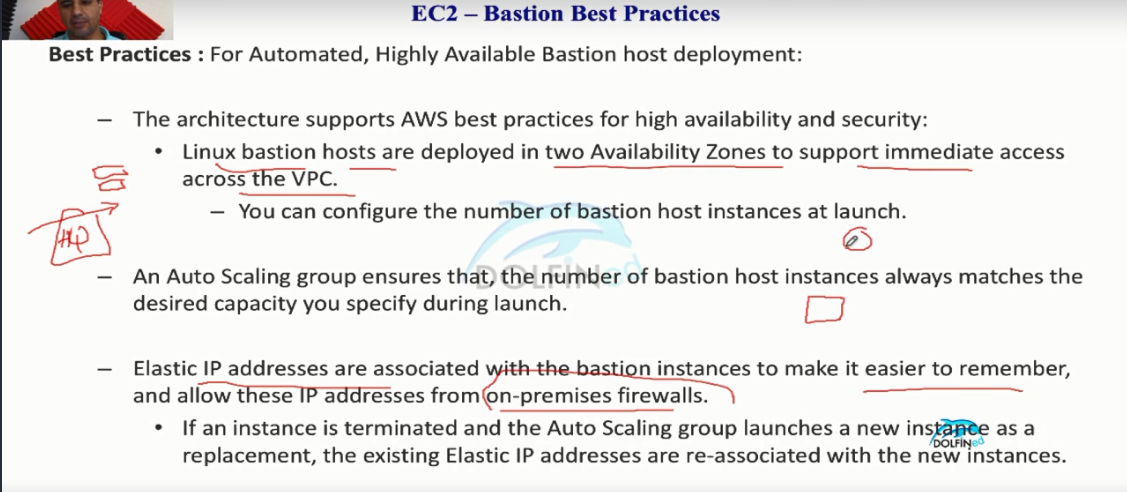 EC2 – Bastion Best Practices
Best Practices : For Automated, Highly Available Bastion host deployment:
– The architecture supports AWS best practices for high availability and security:
• Linux bastion hosts are deployed in two Availability Zones to support immediate access
across the VPC.
– You can configure the number of bastion host instances at launch.
– An Auto Scaling group ensures that, the number of bastion host instances always matches the
desired capacity you specify during launch.
DOLFINed
– Elastic IP addresses are associated with the bastion instances to make it easier to remember,
and allow these IP addresses from on-premises firewalls.
• If an instance is terminated and the Auto Scaling group launches a new instance as a
DOLFINed
replacement, the existing Elastic IP addresses are re-associated with the new instances.